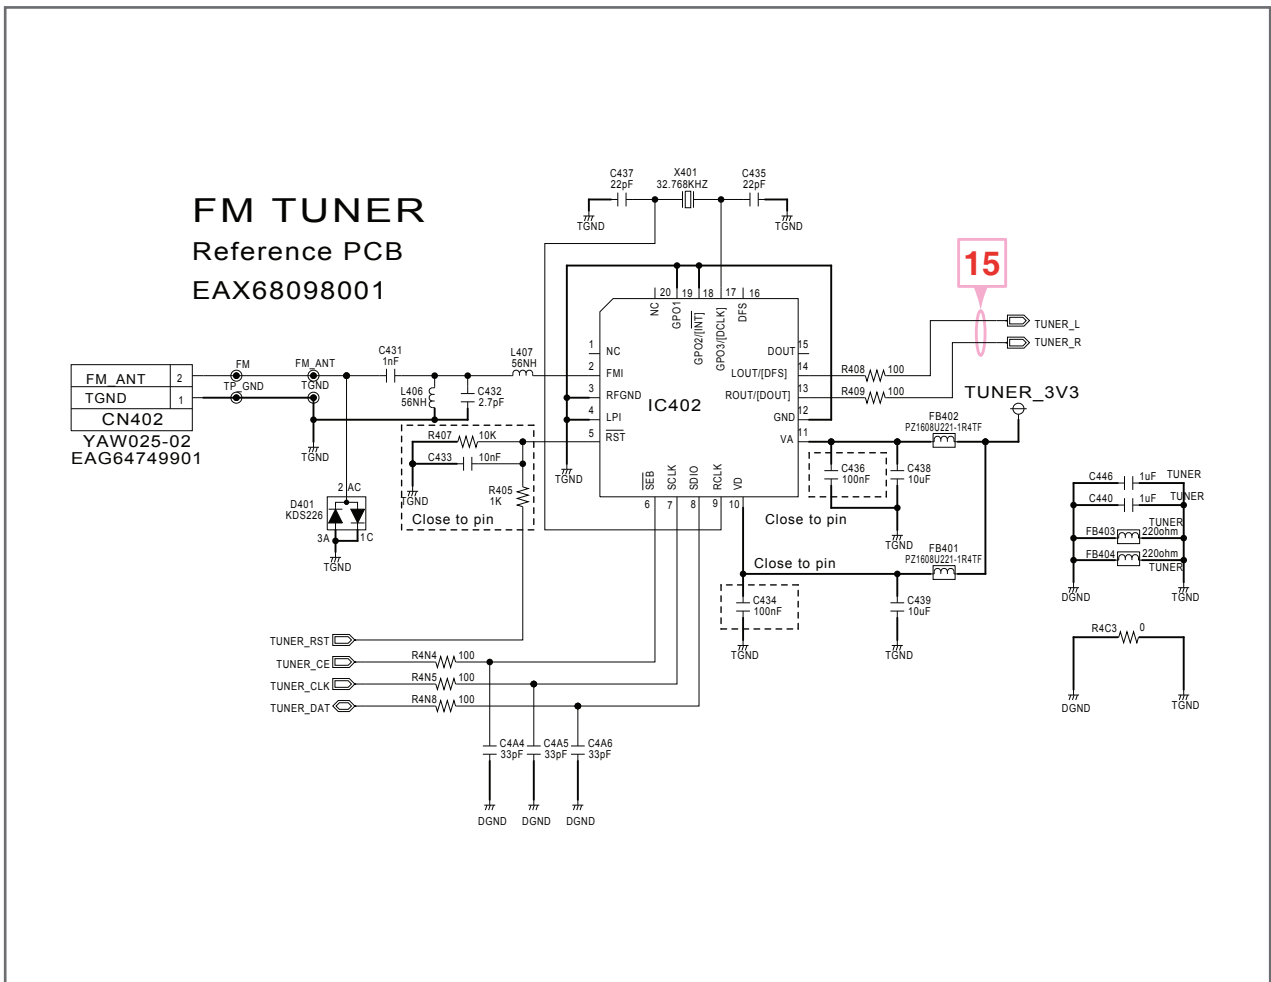 FM TUNER
Reference PCB
EAX68098001
C437
22pF
X401
32.768KHZ
C435
22pF
TGND
TGND
15
TUNER_L
TUNER_R
NC
20
GPO1
19
GPO2/[INT]
18
GPO3/[DCLK]
17
DFS
16
1 NC
2 FMI
3 RFGND
4 LPI
5 RST
IC402
DOUT 15
LOUT/[DFS] 14
ROUT/[DOUT] 13
GND 12
VA 11
SEB
SCLK
SDIO
RCLK
VD
6 7 8 9 10
R408 100
R409 100
TUNER_3V3
FB402
PZ1608U221-1R4TF
C436
100nF
C438
10uF
Close to pin
TGND
FB401
PZ1608U221-1R4TF
Close to pin
C434
100nF
C439
10uF
TGND
TGND
FM_ANT 2
TGND 1
CN402
YAW025-02
EAG64749901
FM
TP_GND
FM_ANT
TGND
C431
1nF
L407
56NH
L406
56NH
C432
2.7pF
TGND
TGND
R407 10K
C433 10nF
R405
1K
TGND
Close to pin
2 AC
D401
KDS226
3A 1C
TGND
TUNER_RST
TUNER_CE
R4N4 100
TUNER_CLK
R4N5 100
TUNER_DAT
R4N8 100
C4A4
33pF
C4A5
33pF
C4A6
33pF
DGND DGND DGND
C446 1uF TUNER
C440 1uF TUNER
TUNER
FB403 220ohm
FB404 220ohm
TUNER
DGND
TGND
R4C3 0
DGND
TGND